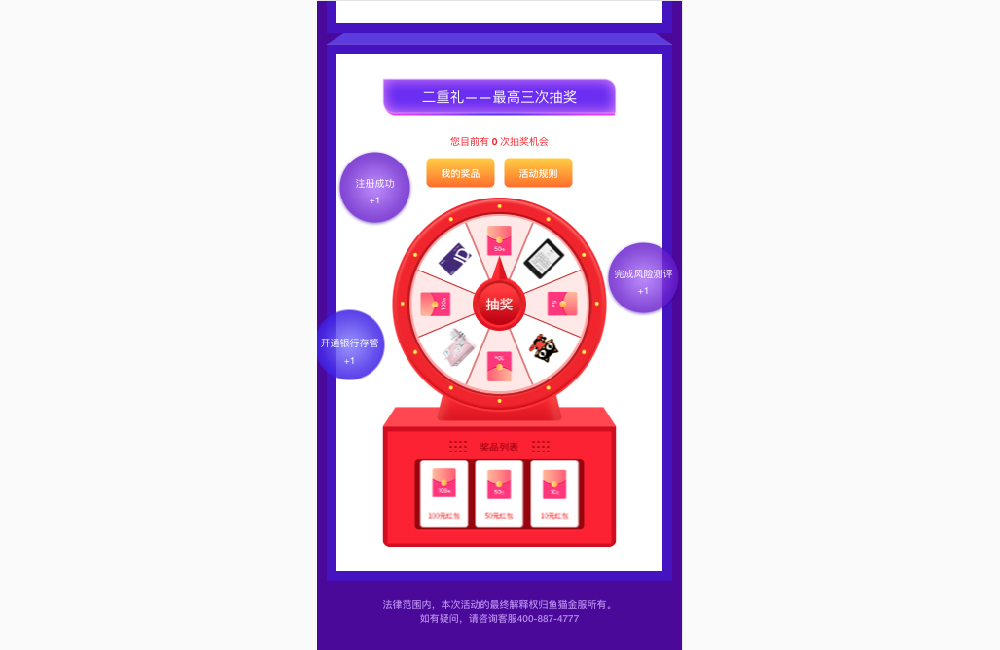 二重礼——最高三次抽奖
您目前有 0 次抽奖机会
我的奖品
活动规则
注册成功
+1
完成风险测评
+1
开通银行存管
+1
50元
抽奖
奖品列表
100元
50元
10元
100元红包
50元红包
10元红包
法律范围内，本次活动的最终解释权归鱼猫金服所有。
如有疑问，请咨询客服400-887-4777